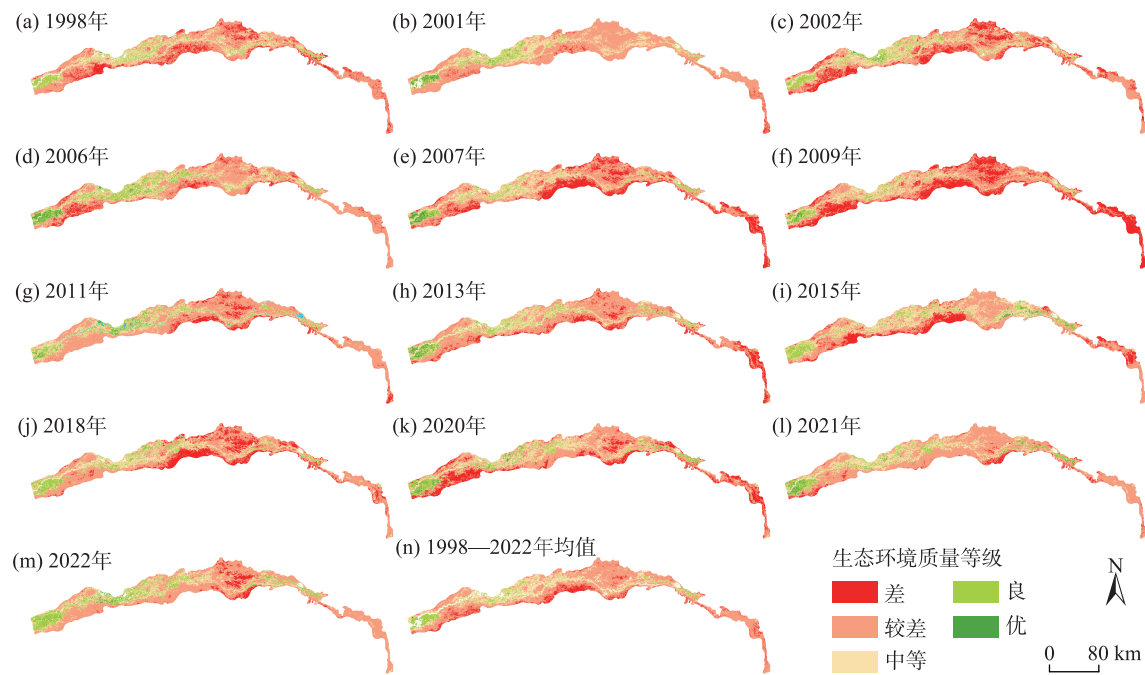 (a) 1998年
(b) 2001年
(c) 2002年
(d) 2006年
(e) 2007年
(f) 2009年
(g) 2011年
(h) 2013年
(i) 2015年
(j) 2018年
(k) 2020年
(l) 2021年
(m) 2022年
(n) 1998—2022年均值
生态环境质量等级
差
良
较差
优
中等
N
0 80 km